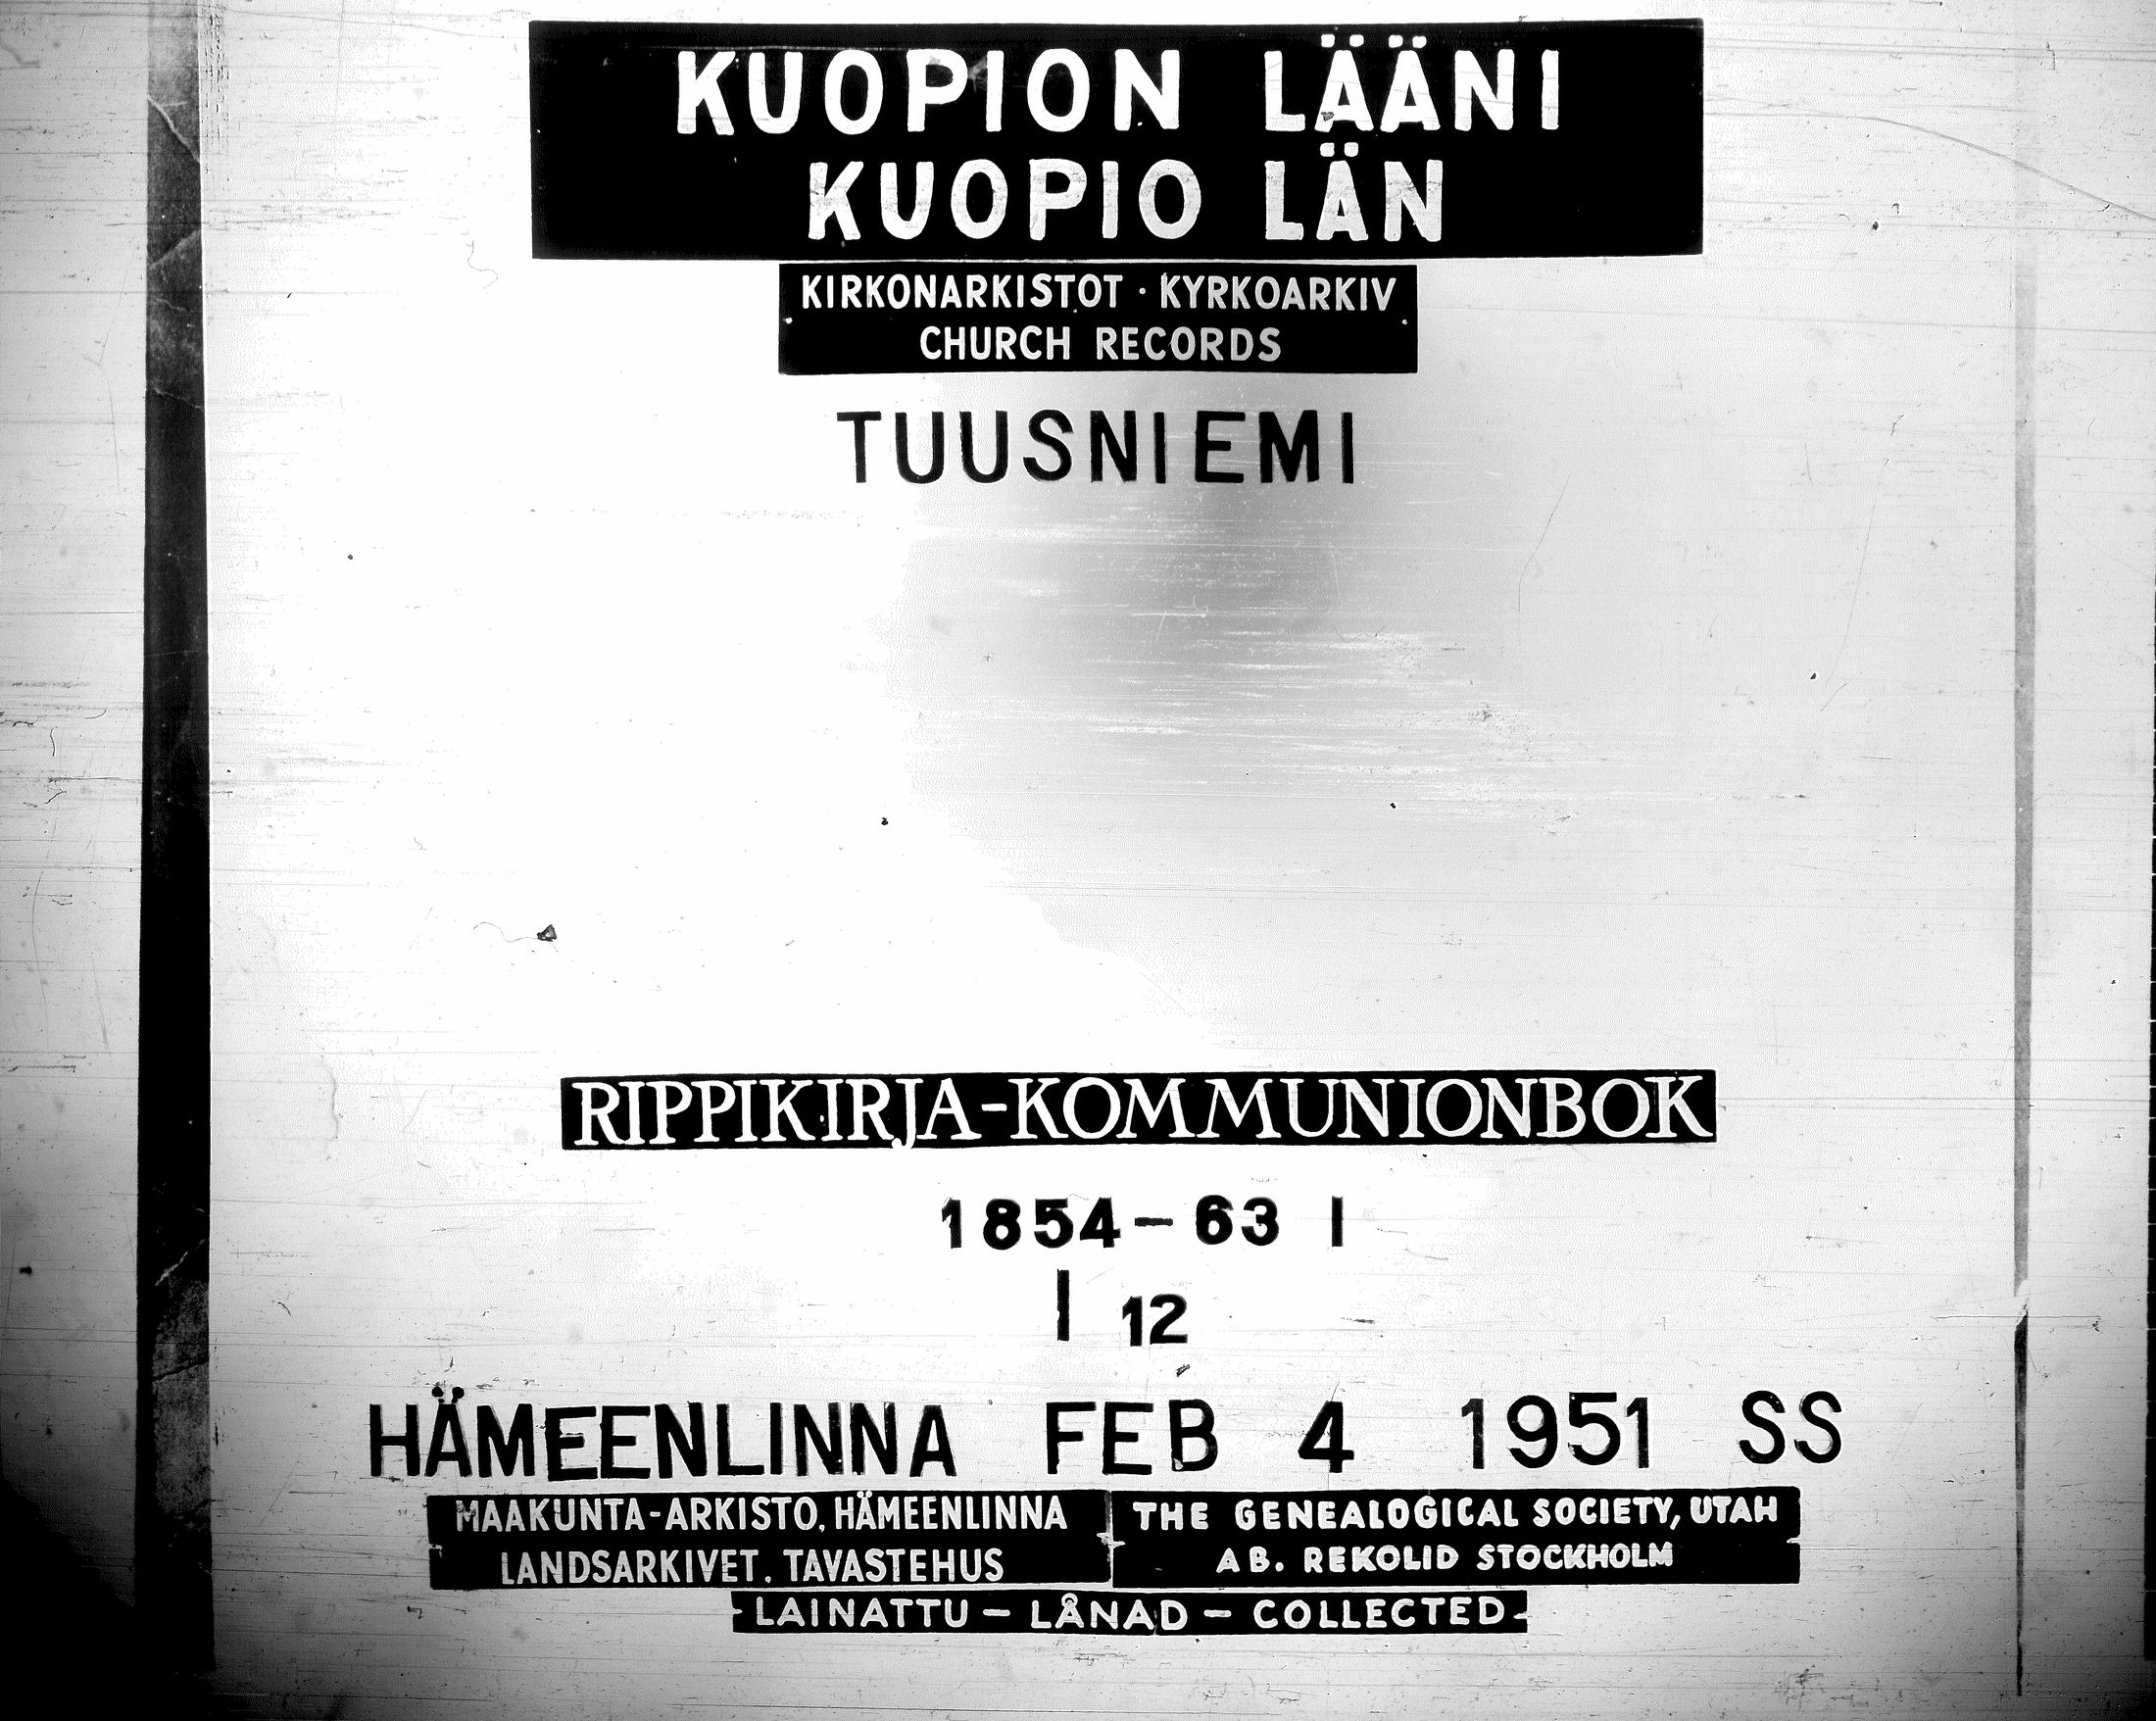 KUOPION LÄÄNI
KUOPIO LÄN
KIRKONARKISTOT · KYRKOARKIV
CHURCH RECORDS
TUUSNIEMI
RIPPIKIRJA-KOMMUNIONBOK
1854-63 I
I 12
HÄMEENLINNA FEB 4 1951 SS
MAAKUNTA-ARKISTO, HÄMEENLINNA
LANDSARKIVET, TAVASTEHUS
THE GENEALOGICAL SOCIETY, UTAH
AB. REKOLID STOCKHOLM
LAINATTU - LÅNAD - COLLECTED